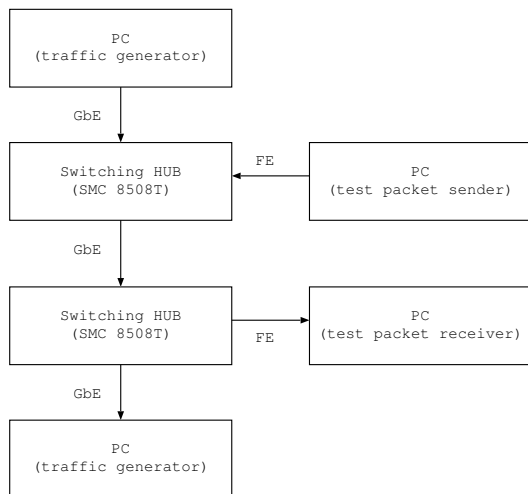 PC
(traffic generator)
GbE
Switching HUB
(SMC 8508T)
FE
PC
(test packet sender)
GbE
Switching HUB
(SMC 8508T)
FE
PC
(test packet receiver)
GbE
PC
(traffic generator)